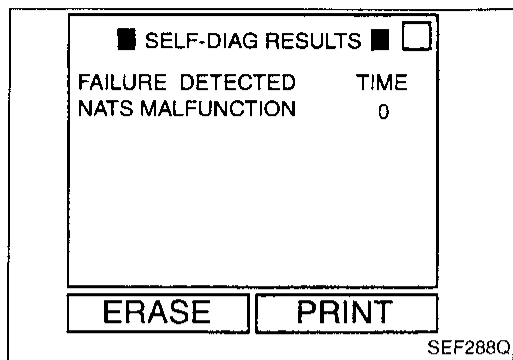 SELF-DIAG RESULTS
FAILURE DETECTED TIME
NATS MALFUNCTION 0
ERASE PRINT
SEF288Q